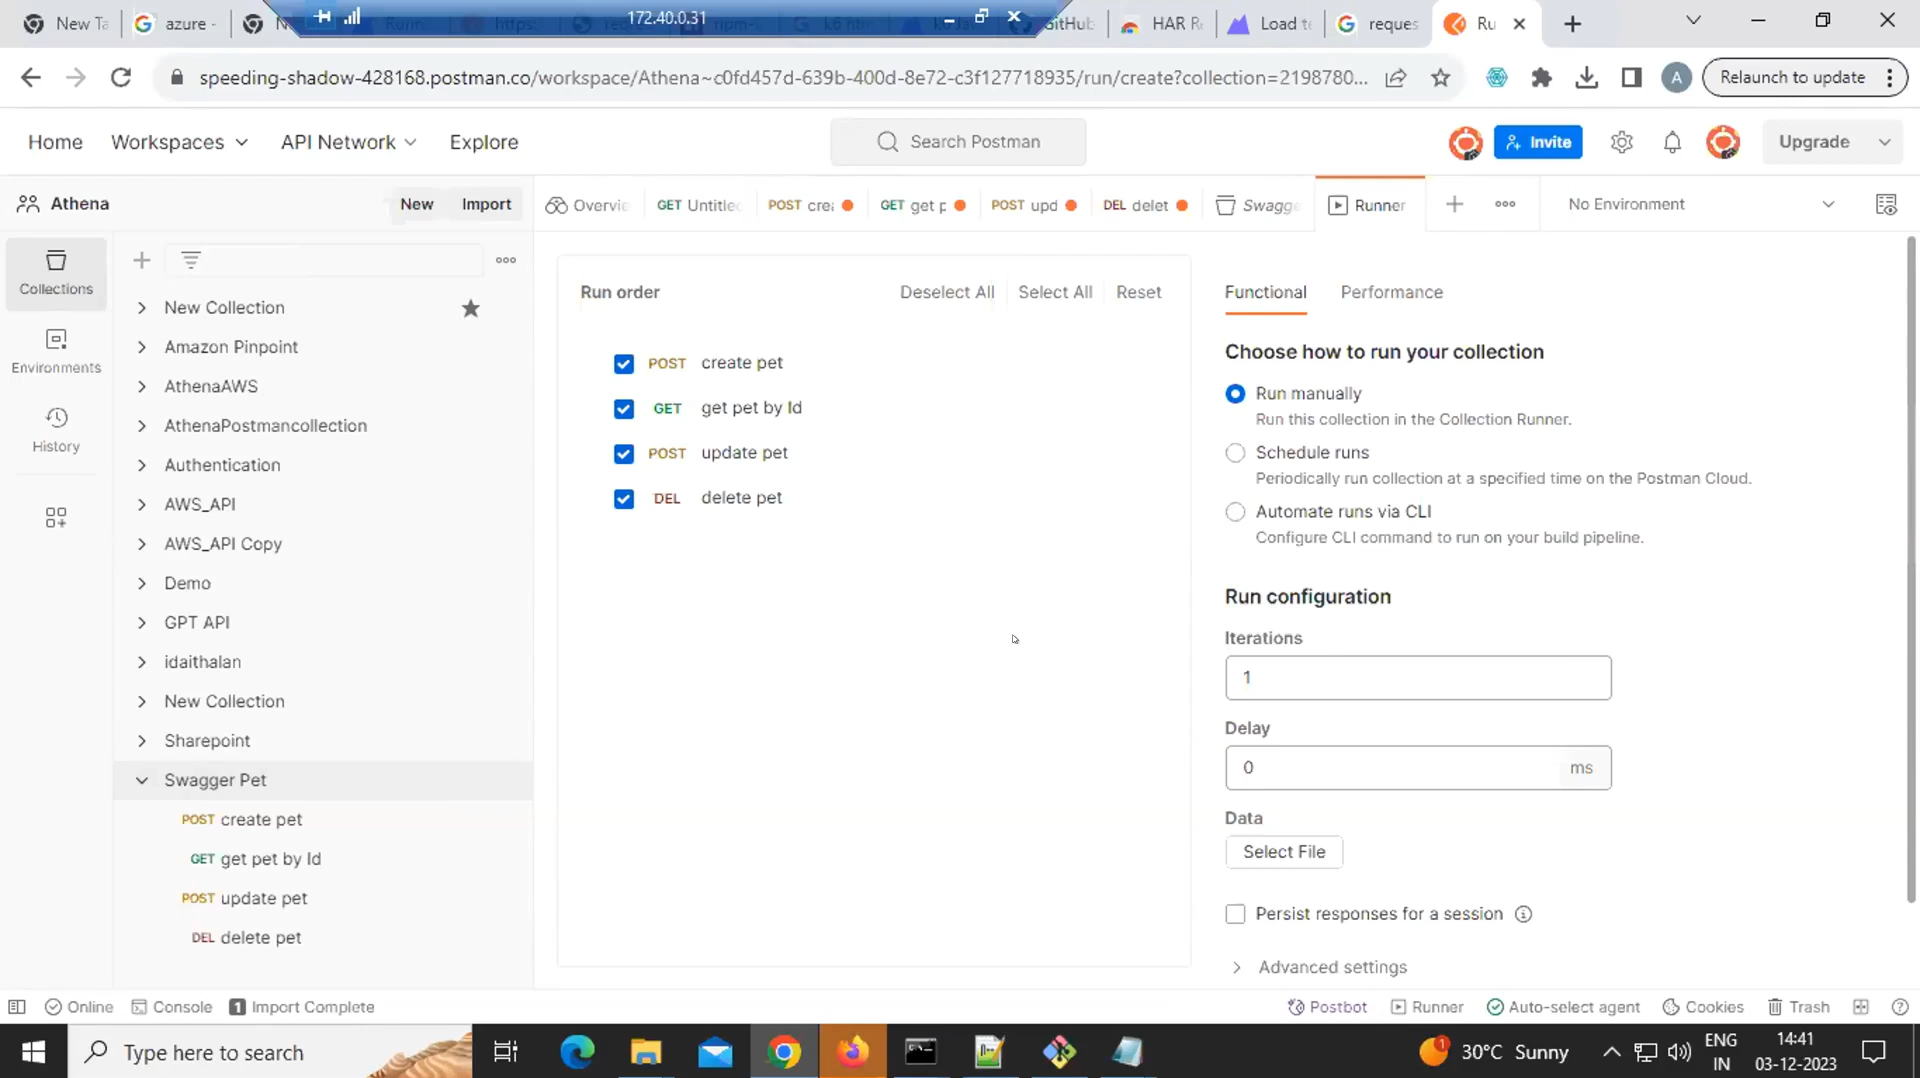 New Ta
azure -
172.40.0.31
GitHub
HAR Re
Load te
reques
Ru
speeding-shadow-428168.postman.co/workspace/Athena~c0fd457d-639b-400d-8e72-c3f127718935/run/create?collection=2198780...
A
Relaunch to update
Home
Workspaces
API Network
Explore
Search Postman
Invite
Upgrade
Athena
New
Import
Overvie
GET Untitlec
POST crea
GET get p
POST upd
DEL delet
Swagge
Runner
No Environment
Collections
Environments
History
New Collection
Amazon Pinpoint
AthenaAWS
AthenaPostmancollection
Authentication
AWS_API
AWS_API Copy
Demo
GPT API
idaithalan
New Collection
Sharepoint
Swagger Pet
POST create pet
GET get pet by Id
POST update pet
DEL delete pet
Run order
Deselect All
Select All
Reset
POST create pet
GET get pet by Id
POST update pet
DEL delete pet
Functional
Performance
Choose how to run your collection
Run manually
Run this collection in the Collection Runner.
Schedule runs
Periodically run collection at a specified time on the Postman Cloud.
Automate runs via CLI
Configure CLI command to run on your build pipeline.
Run configuration
Iterations
1
Delay
0 ms
Data
Select File
Persist responses for a session
Advanced settings
Online
Console
1 Import Complete
Postbot
Runner
Auto-select agent
Cookies
Trash
Type here to search
1
30°C Sunny
ENG
IN
14:41
03-12-2023